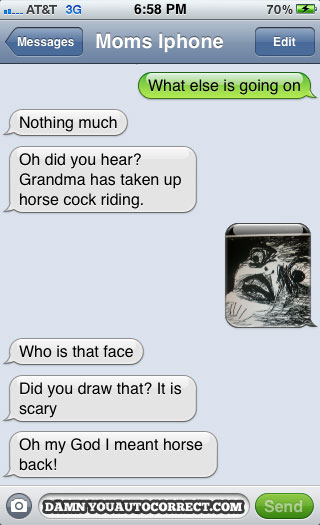 AT&T 3G 6:58 PM 70%
Messages Moms Iphone Edit
What else is going on
Nothing much
Oh did you hear?
Grandma has taken up
horse cock riding.
Who is that face
Did you draw that? It is
scary
Oh my God I meant horse
back!
DAMNYOUAUTOCORRECT.COM Send